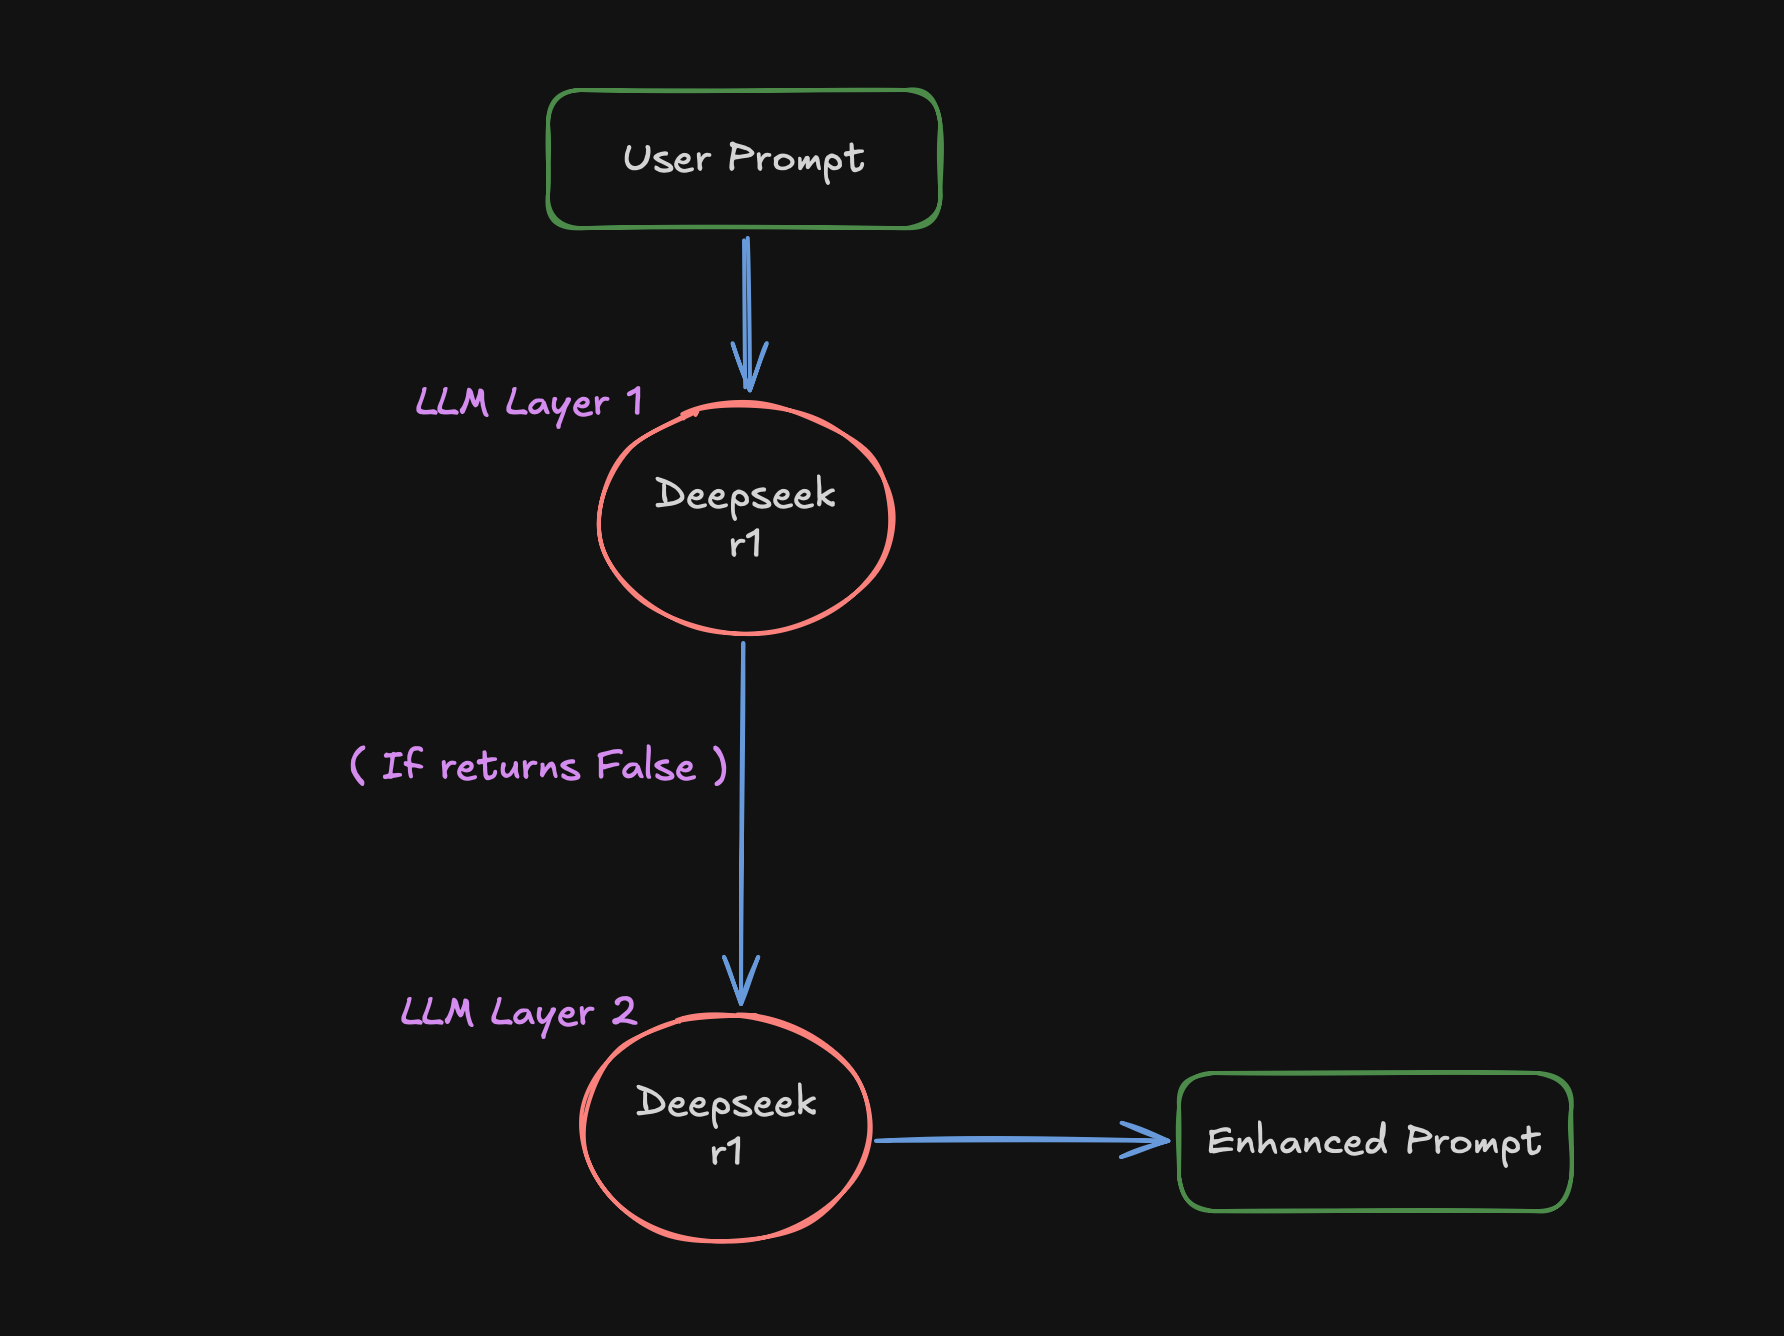 User Prompt
LLM Layer 1
Deepseek
r1
( If returns False )
LLM Layer 2
Deepseek
r1
Enhanced Prompt